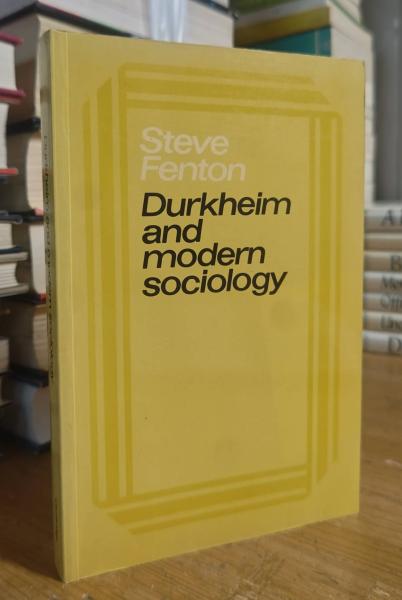 Steve
Fenton
Durkheim
and
modern
sociology